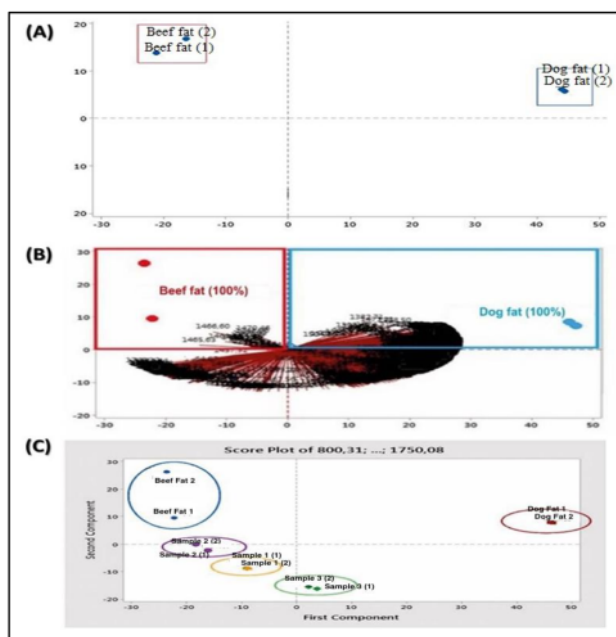 (A)
20
10
0
10
20
Beef fat (2)
Beef fat (1)
Dog fat (1)
Dog fat (2)
-30 -20 -10 0 10 20 30 40 50
(B)
30
20
10
0
-10
-20
Beef fat (100%)
Dog fat (100%)
1466,60
1465,63
-30 -20 -10 0 10 20 30 40 50
(C)
Score Plot of 800,31; ...; 1750,08
Second Component
30
20
10
0
-10
-20
-30
Beef Fat 2
Beef Fat 1
Dog Fat 1
Dog Fat 2
Sample 2 (2)
Sample 2 (1)
Sample 1 (1)
Sample 1 (2)
Sample 3 (2)
Sample 3 (1)
-30 -20 -10 0 10 20 30 40 50
First Component